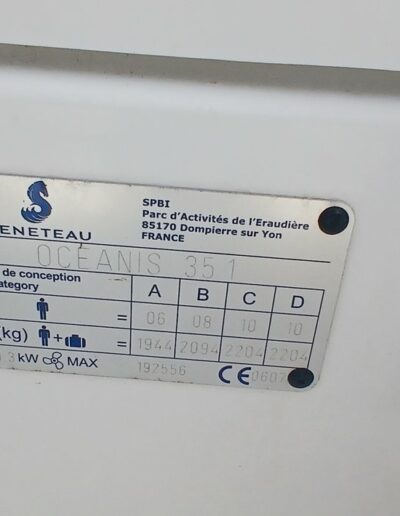 SPBI
Parc d'Activités de l'Eraudière
85170 Dompierre sur Yon
FRANCE
ENETEAU
OCEANIS 351
de conception
ategory
A B C D
= 06 08 10 10
(kg) + = 1944 2094 2204 2204
kW MAX 192556 CE 0607